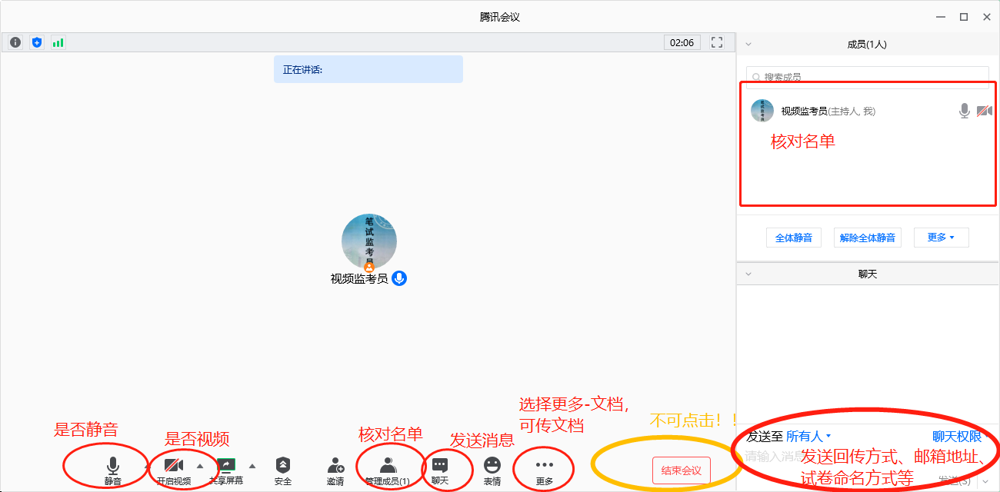 腾讯会议
02:06
成员(1人)
正在讲话:
搜索成员
视频监考员(主持人, 我)
核对名单
全体静音
解除全体静音
更多
笔试监考员
视频监考员
聊天
选择更多-文档,
可传文档
是否静音
是否视频
核对名单
发送消息
不可点击！！
发送至 所有人
聊天权限
请输入消息
发送回传方式、邮箱地址、
试卷命名方式等
发送(S)
静音
开启视频
共享屏幕
安全
邀请
管理成员(1)
聊天
表情
更多
结束会议